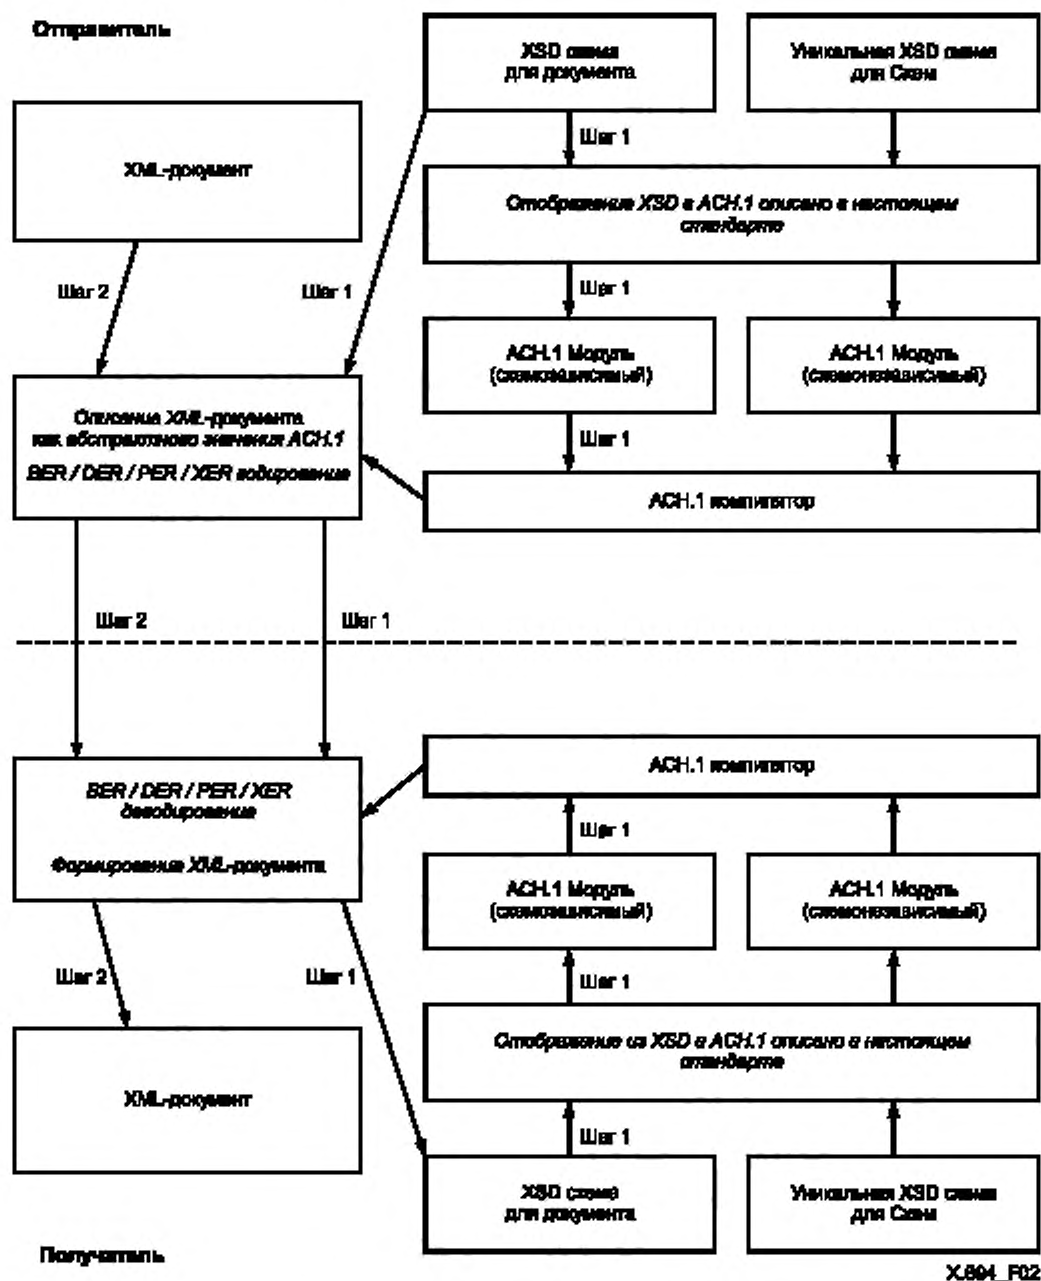 Отправитель
XSD схема
для документа
Уникальная XSD схема
для Схем
XML-документ
Шаг 1
Отображение XSD в АСН.1 описано в настоящем
стандарте
Шаг 2
Шаг 1
Шаг 1
АСН.1 Модуль
(схемозависимый)
АСН.1 Модуль
(схемонезависимый)
Описание XML-документа
как абстрактного значения АСН.1
BER / DER / PER / XER кодирование
Шаг 1
АСН.1 компилятор
Шаг 2
Шаг 1
BER / DER / PER / XER
декодирование
Формирование XML-документа
АСН.1 компилятор
Шаг 1
АСН.1 Модуль
(схемозависимый)
АСН.1 Модуль
(схемонезависимый)
Шаг 2
Шаг 1
Шаг 1
Отображение из XSD в АСН.1 описано в настоящем
стандарте
XML-документ
Шаг 1
XSD схема
для документа
Уникальная XSD схема
для Схем
Получатель
X.694_F02